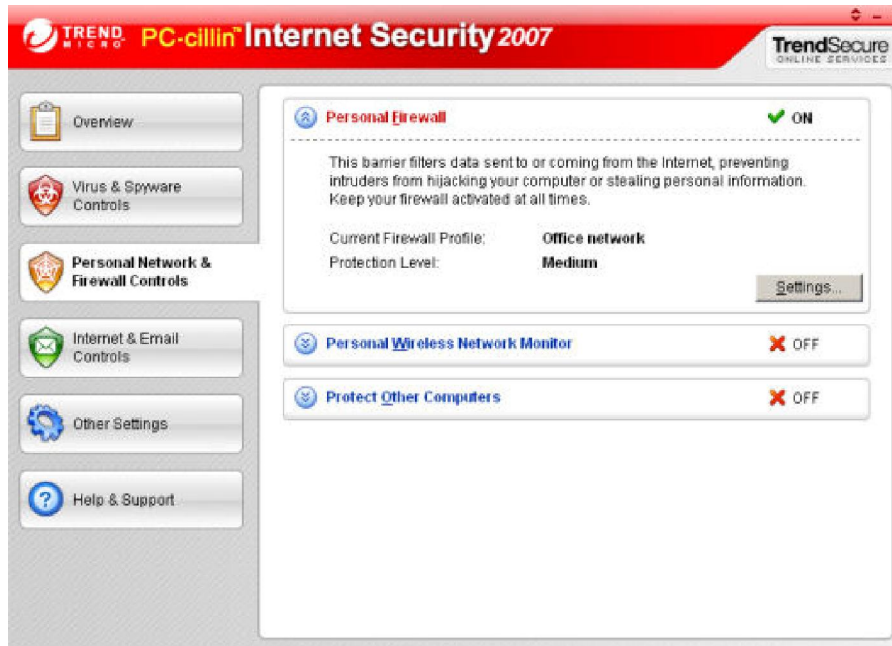 TREND MICRO PC-cillin™ Internet Security 2007
TrendSecure
ONLINE SERVICES
Overview
Virus & Spyware
Controls
Personal Network &
Firewall Controls
Internet & Email
Controls
Other Settings
Help & Support
Personal Firewall
ON
This barrier filters data sent to or coming from the Internet, preventing
intruders from hijacking your computer or stealing personal information.
Keep your firewall activated at all times.
Current Firewall Profile: Office network
Protection Level: Medium
Settings...
Personal Wireless Network Monitor
OFF
Protect Other Computers
OFF